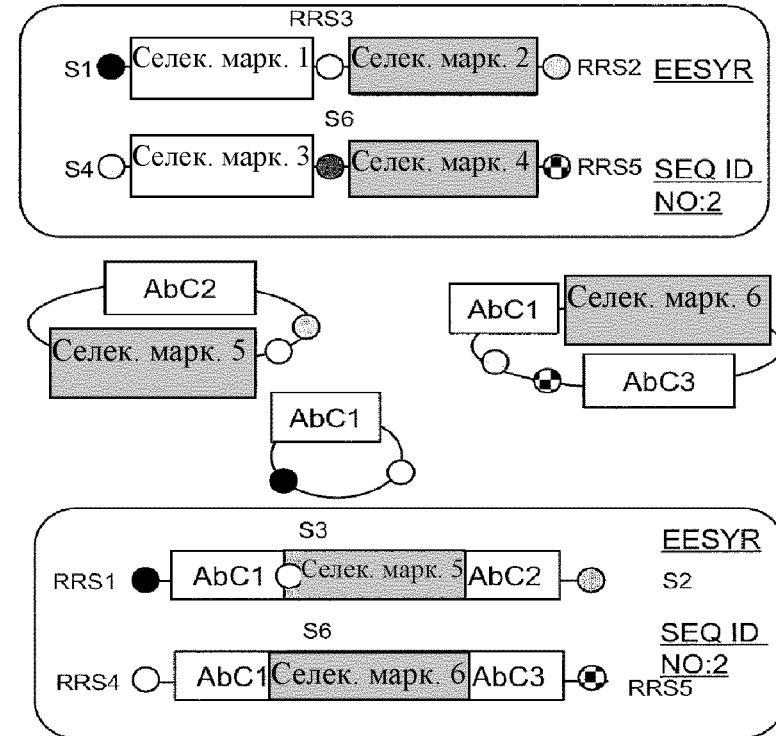 RRS3
S1 Селек. марк. 1 Селек. марк. 2 RRS2 EESYR
S6
S4 Селек. марк. 3 Селек. марк. 4 RRS5 SEQ ID
NO:2
AbC2
Селек. марк. 5
AbC1 Селек. марк. 6
AbC3
AbC1
S3
EESYR
RRS1 AbC1 Селек. марк. 5 AbC2 S2
S6
SEQ ID
NO:2
RRS4 AbC1 Селек. марк. 6 AbC3 RRS5